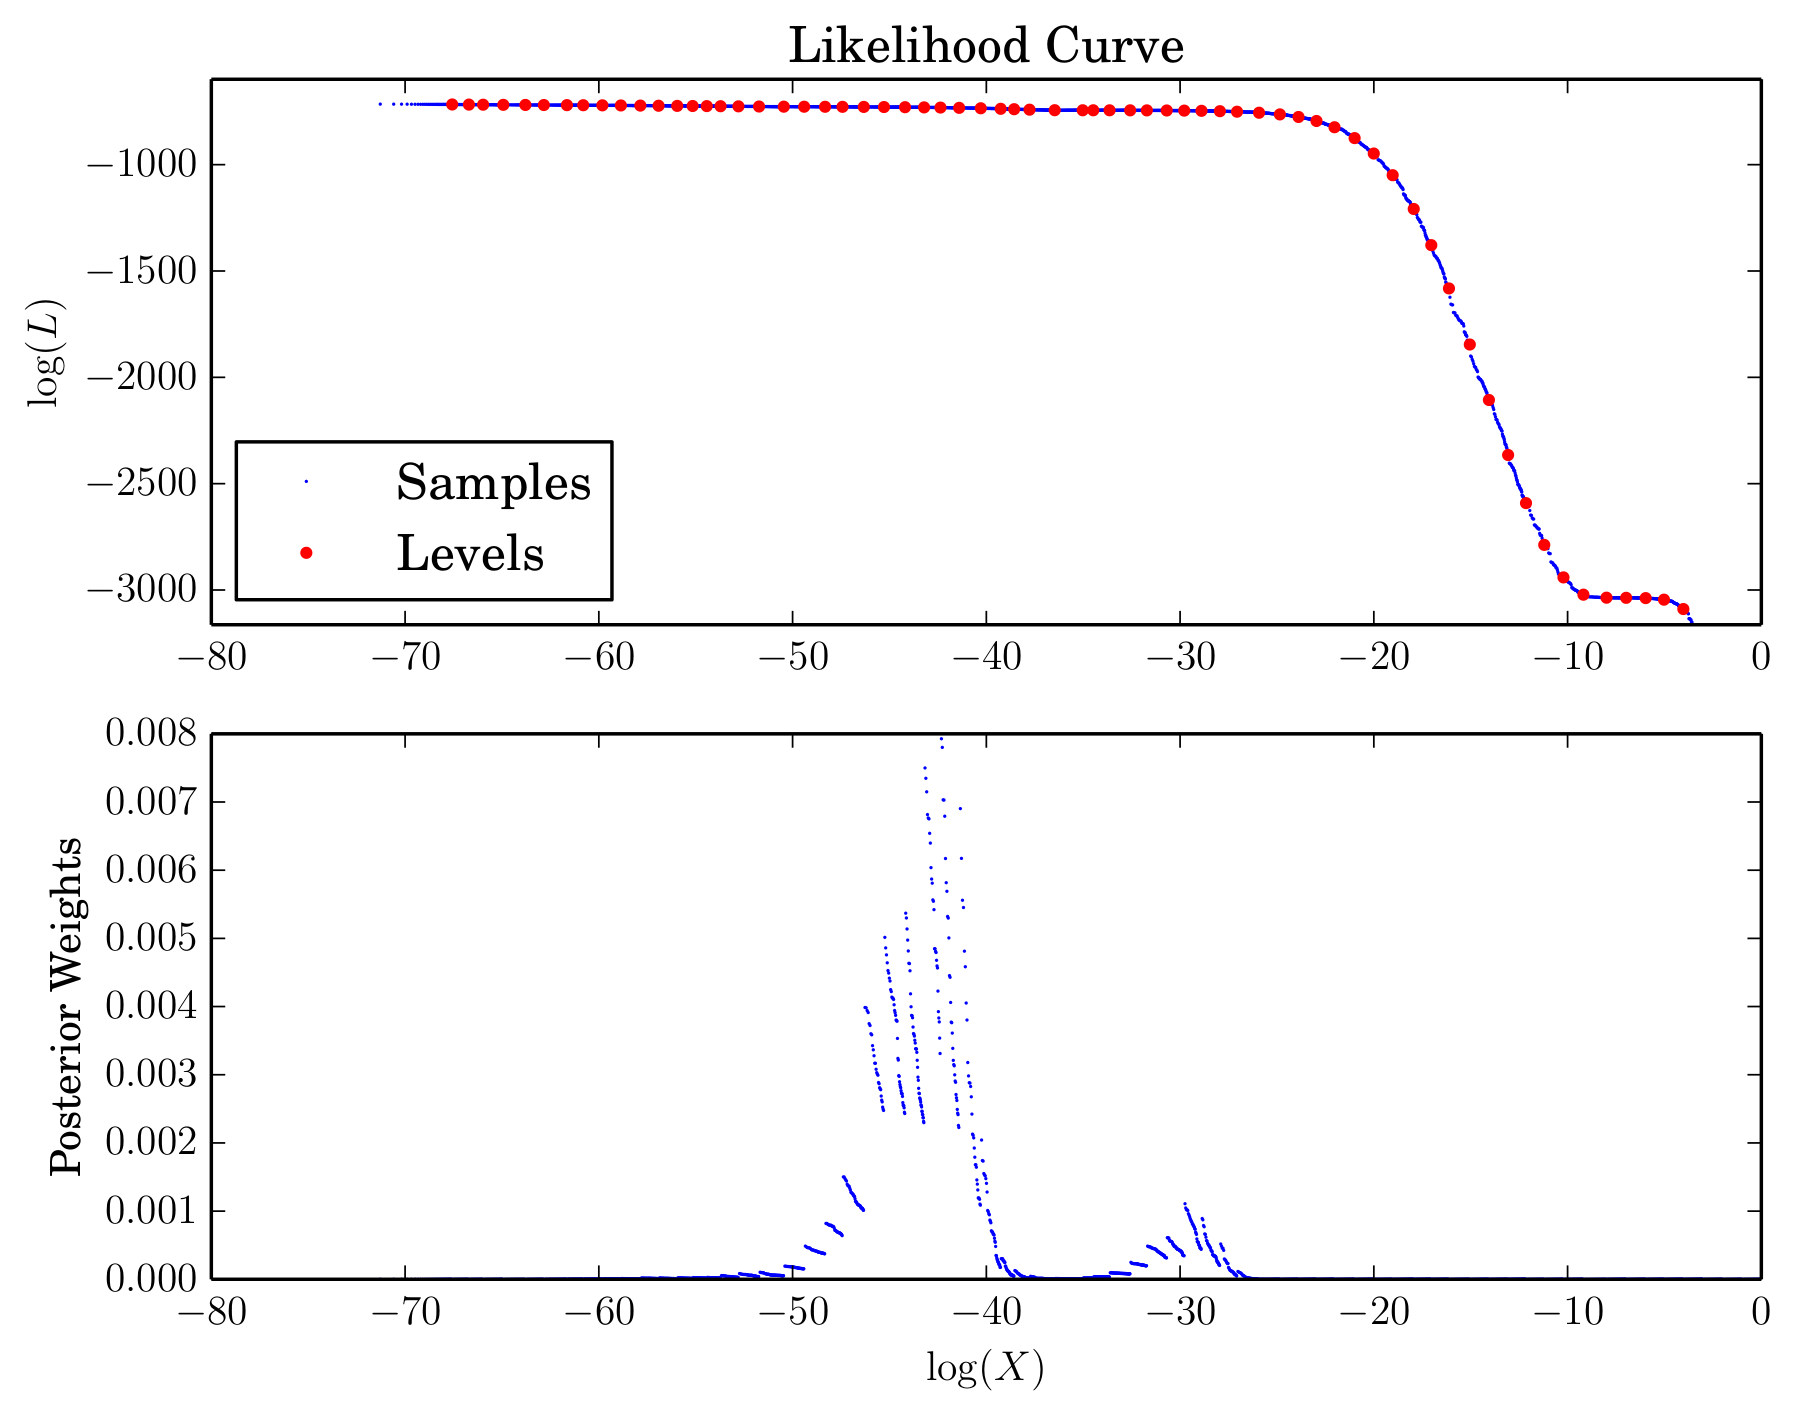 Likelihood Curve
log(L)
−1000
−1500
−2000
−2500
−3000
Samples
Levels
−80 −70 −60 −50 −40 −30 −20 −10 0
Posterior Weights
0.008
0.007
0.006
0.005
0.004
0.003
0.002
0.001
0.000
−80 −70 −60 −50 −40 −30 −20 −10 0
log(X)